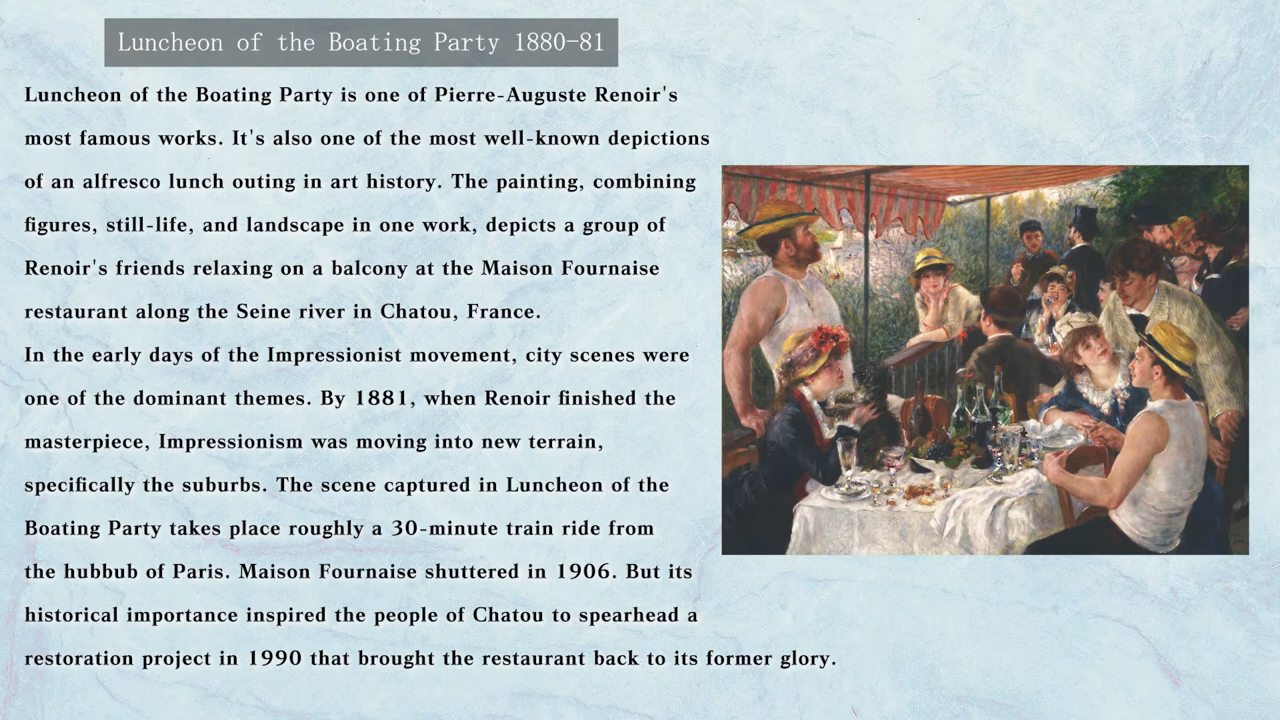 Luncheon of the Boating Party 1880-81
Luncheon of the Boating Party is one of Pierre-Auguste Renoir's
most famous works. It's also one of the most well-known depictions
of an alfresco lunch outing in art history. The painting, combining
figures, still-life, and landscape in one work, depicts a group of
Renoir's friends relaxing on a balcony at the Maison Fournaise
restaurant along the Seine river in Chatou, France.
In the early days of the Impressionist movement, city scenes were
one of the dominant themes. By 1881, when Renoir finished the
masterpiece, Impressionism was moving into new terrain,
specifically the suburbs. The scene captured in Luncheon of the
Boating Party takes place roughly a 30-minute train ride from
the hubbub of Paris. Maison Fournaise shuttered in 1906. But its
historical importance inspired the people of Chatou to spearhead a
restoration project in 1990 that brought the restaurant back to its former glory.